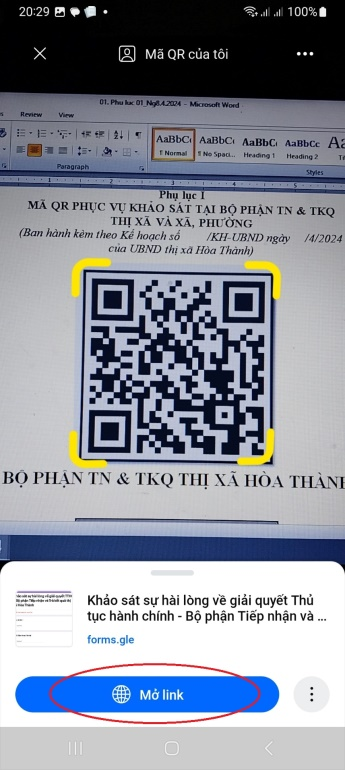 20:29
100%
Mã QR của tôi
01. Phu luc 01_Ng8.4.2024 - Microsoft Word
Review View
AaBbCc AaBbCc AaBbCc AaBbCc
¶ Normal ¶ No Spaci... Heading 1 Heading 2
Paragraph
Styles
Phụ lục I
MÃ QR PHỤC VỤ KHẢO SÁT TẠI BỘ PHẬN TN & TKQ
THỊ XÃ VÀ XÃ, PHƯỜNG
(Ban hành kèm theo Kế hoạch số /KH-UBND ngày /4/2024
của UBND thị xã Hòa Thành)
BỘ PHẬN TN & TKQ THỊ XÃ HÒA THÀNH
Khảo sát sự hài lòng về giải quyết Thủ
tục hành chính - Bộ phận Tiếp nhận và ...
forms.gle
Mở link